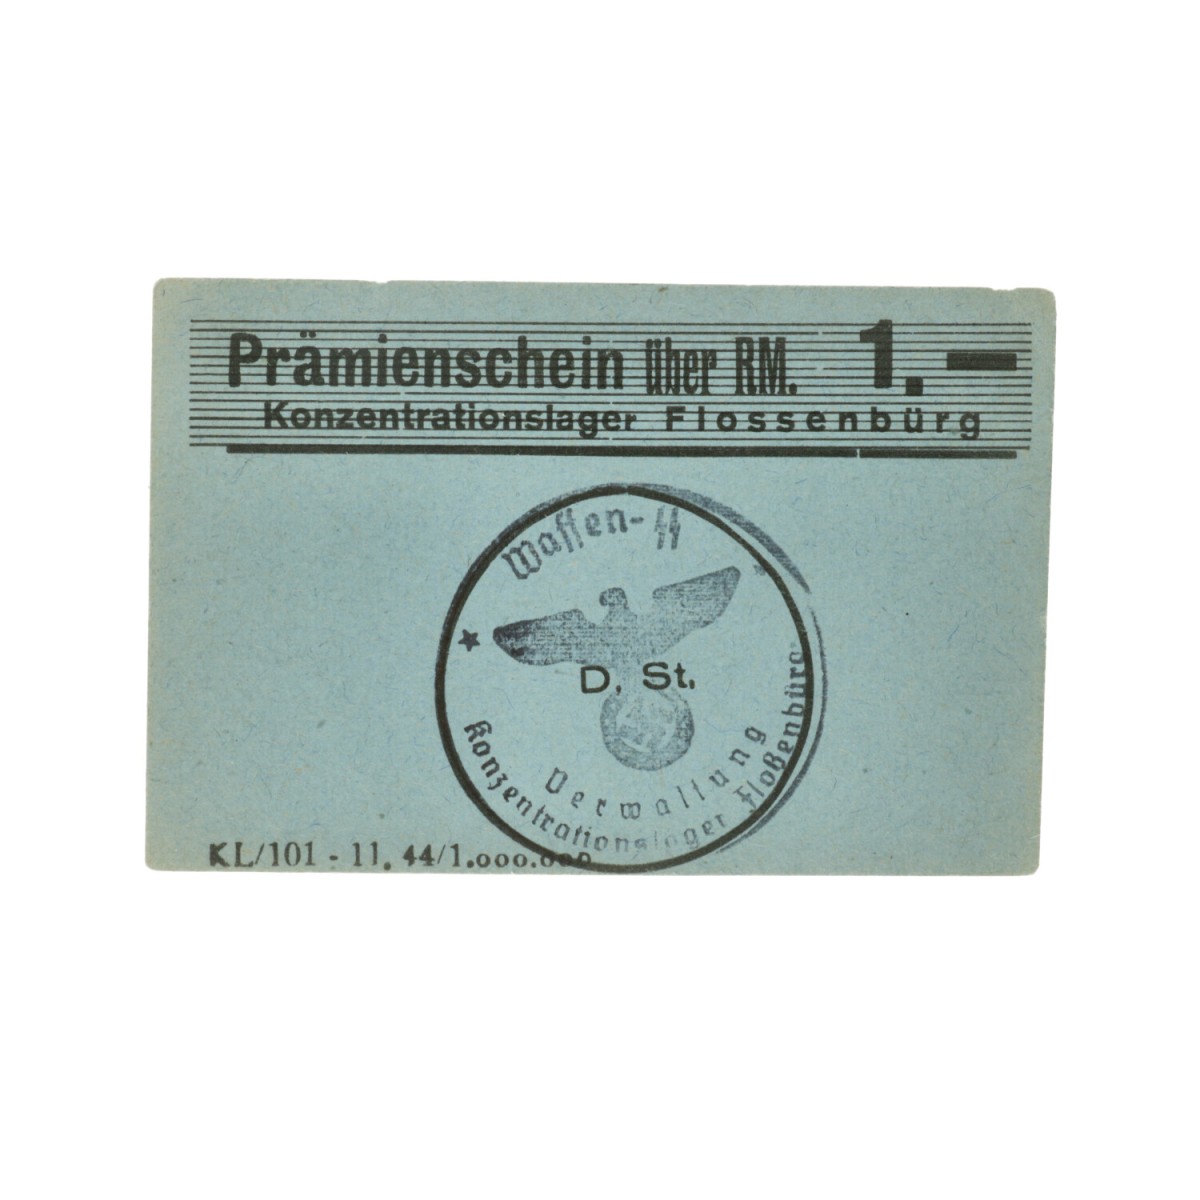 Prämienschein über RM. 1.—
Konzentrationslager Flossenbürg
Waffen-SS
D. St.
Verwaltung
Konzentrationslager Floßenbürg
KL/101 - 11. 44/1.000.000